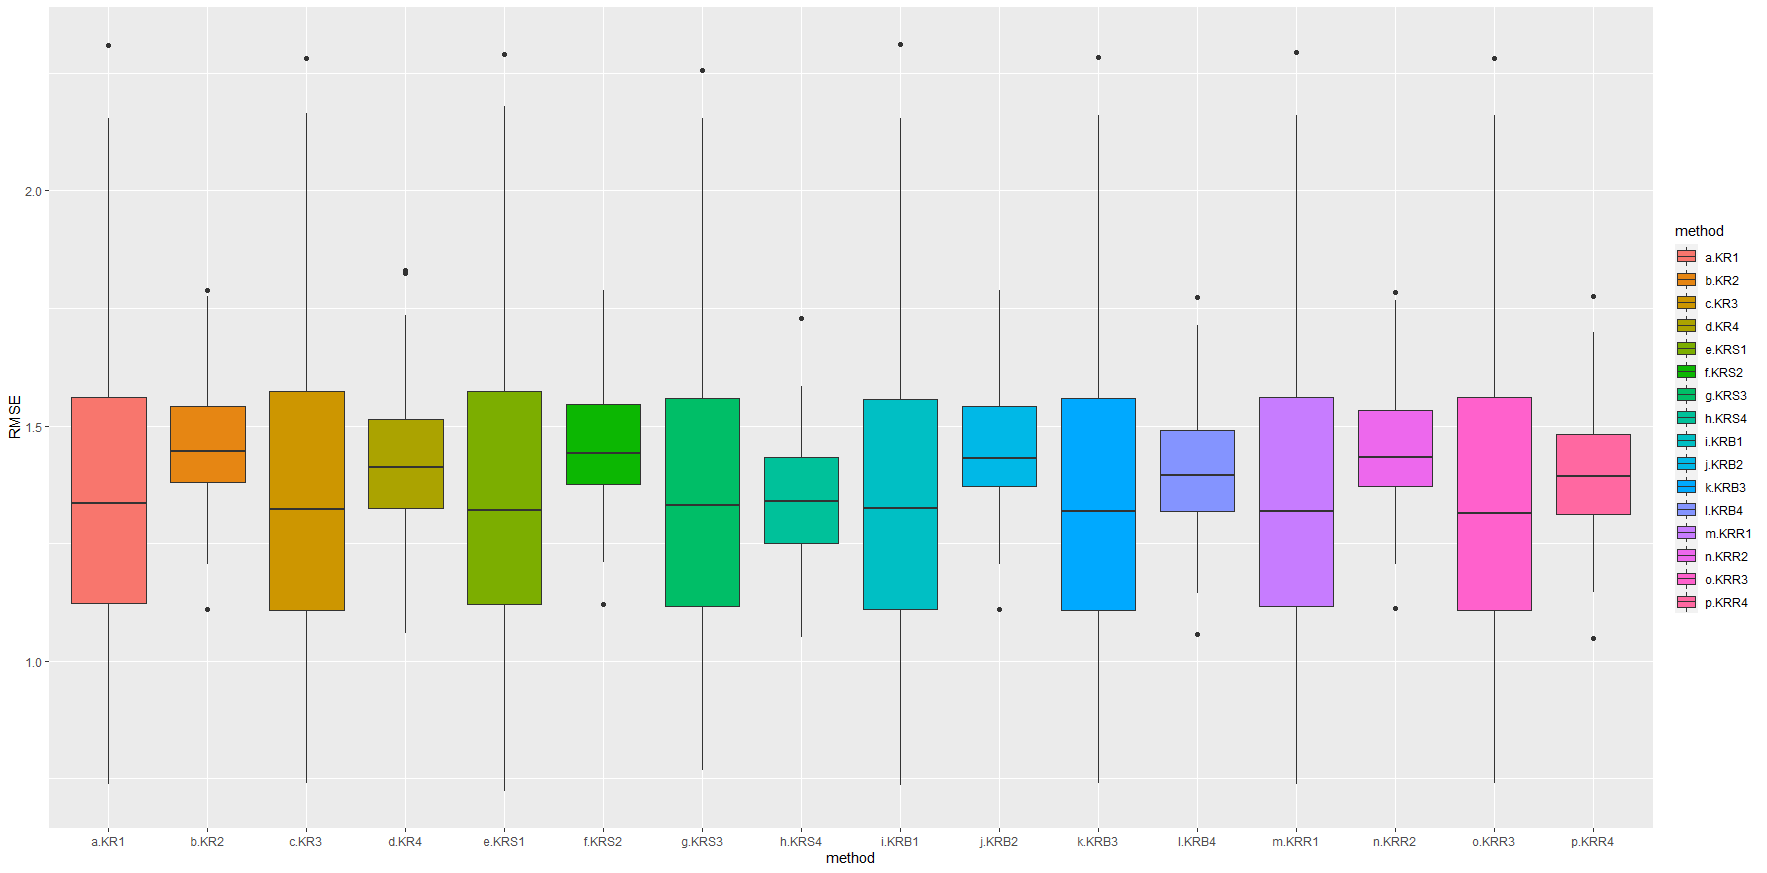 RMSE
2.0
1.5
1.0
a.KR1 b.KR2 c.KR3 d.KR4 e.KRS1 f.KRS2 g.KRS3 h.KRS4 i.KRB1 j.KRB2 k.KRB3 l.KRB4 m.KRR1 n.KRR2 o.KRR3 p.KRR4
method
method
a.KR1
b.KR2
c.KR3
d.KR4
e.KRS1
f.KRS2
g.KRS3
h.KRS4
i.KRB1
j.KRB2
k.KRB3
l.KRB4
m.KRR1
n.KRR2
o.KRR3
p.KRR4